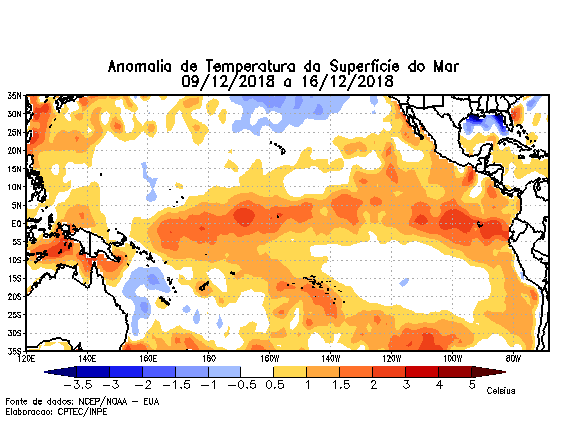 Anomalia de Temperatura da Superfície do Mar
09/12/2018 a 16/12/2018
35N
30N
25N
20N
15N
10N
5N
EQ
5S
10S
15S
20S
25S
30S
35S
120E 140E 160E 180 160W 140W 120W 100W 80W
-3.5 -3 -2 -1.5 -1 -0.5 0.5 1 1.5 2 3 4 5
Celsius
Fonte de dados: NCEP/NOAA - EUA
Elaboracao: CPTEC/INPE